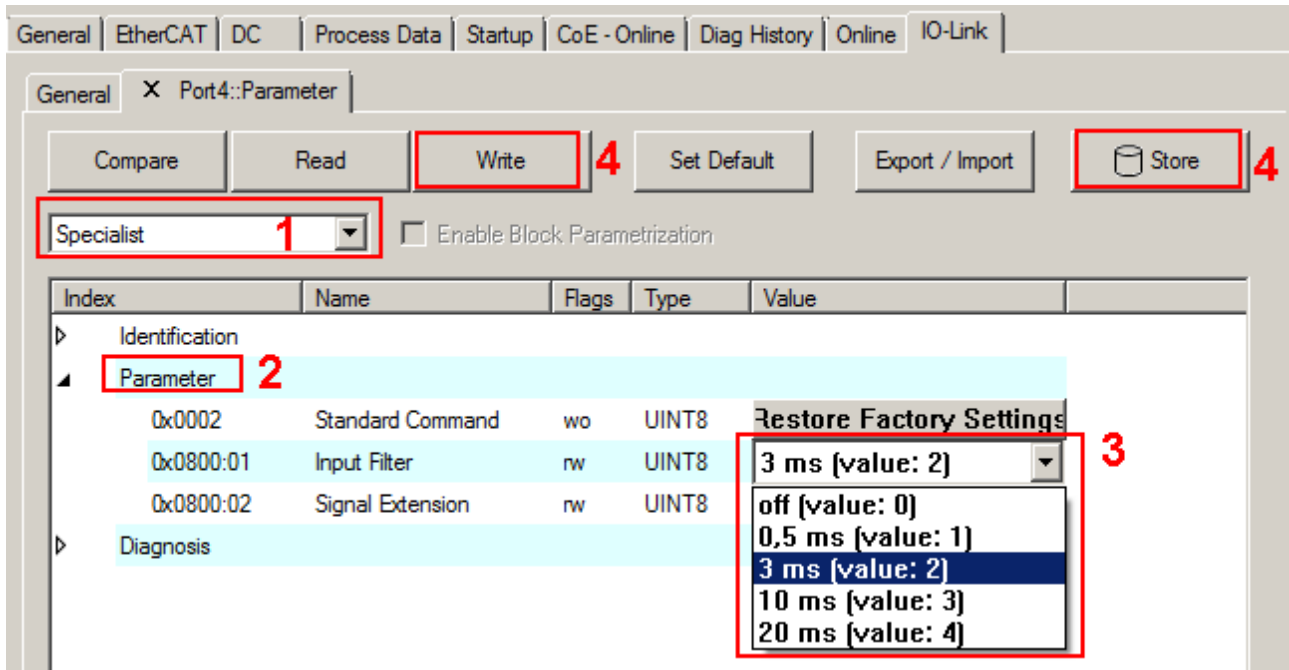 General EtherCAT DC Process Data Startup CoE - Online Diag History Online IO-Link
General X Port4::Parameter
Compare Read Write 4 Set Default Export / Import Store 4
Specialist 1 Enable Block Parametrization
Index Name Flags Type Value
Identification
Parameter 2
0x0002 Standard Command wo UINT8 Restore Factory Settings
0x0800:01 Input Filter rw UINT8 3 ms (value: 2) 3
0x0800:02 Signal Extension rw UINT8 off (value: 0)
0,5 ms (value: 1)
Diagnosis
3 ms (value: 2)
10 ms (value: 3)
20 ms (value: 4)